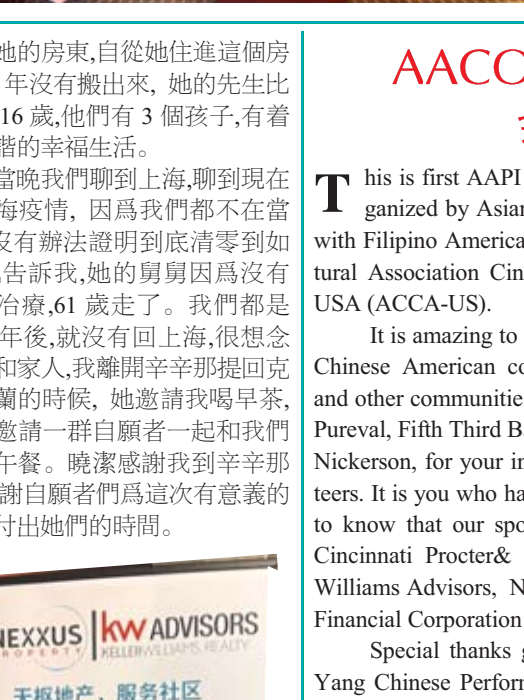 她的房東,自從她住進這個房
年沒有搬出來, 她的先生比
16 歲,他們有 3 個孩子,有着
諧的幸福生活。
當晚我們聊到上海,聊到現在
海疫情, 因爲我們都不在當
沒有辦法證明到底清零到如
告訴我,她的舅舅因爲沒有
治療,61 歲走了。我們都是
年後,就沒有回上海,很想念
和家人,我離開辛辛那提回克
蘭的時候, 她邀請我喝早茶,
邀請一群自願者一起和我們
午餐。曉潔感謝我到辛辛那
謝自願者們爲這次有意義的
付出她們的時間。
NEXXUS
PROPERTY
kw ADVISORS
KELLERWILLIAMS. REALTY
无枢地产，服务社区
AACO
This is first AAPI
ganized by Asian
with Filipino America
tural Association Cin
USA (ACCA-US).
It is amazing to
Chinese American co
and other communitie
Pureval, Fifth Third B
Nickerson, for your in
teers. It is you who ha
to know that our spo
Cincinnati Procter&
Williams Advisors, N
Financial Corporation
Special thanks g
Yang Chinese Perform